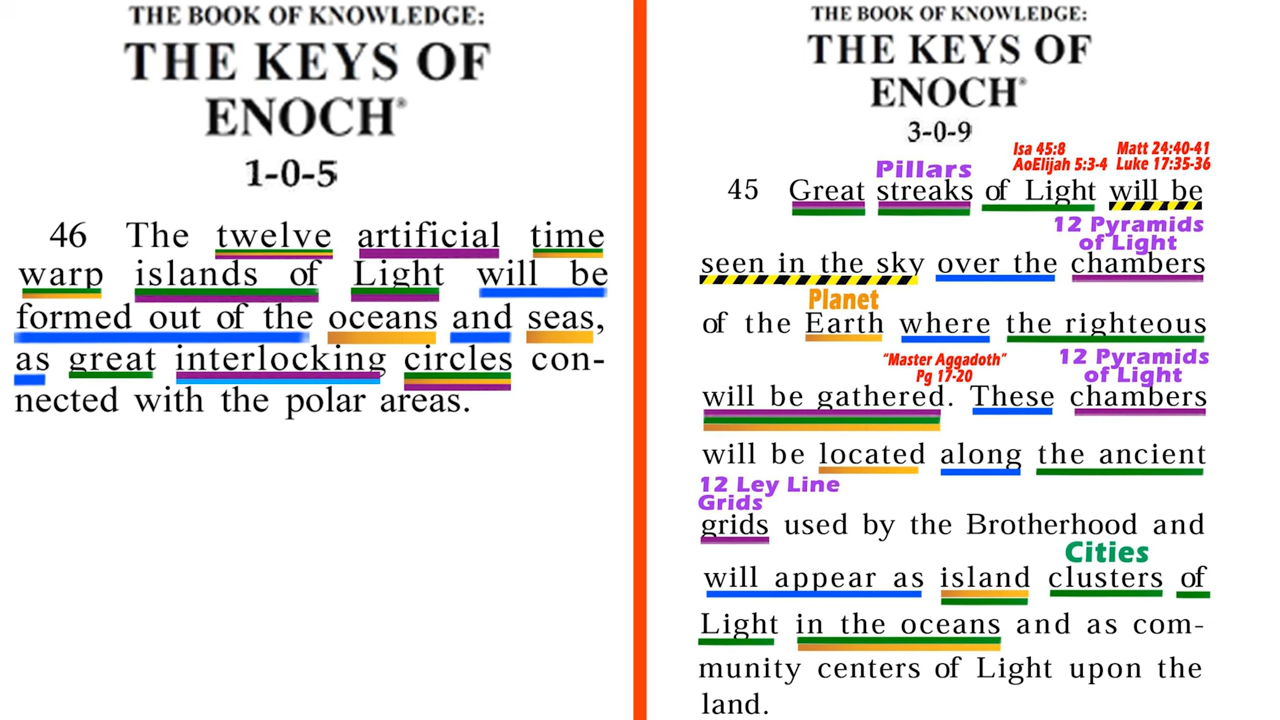 THE BOOK OF KNOWLEDGE:
THE KEYS OF
ENOCH®
1-0-5
46 The twelve artificial time
warp islands of Light will be
formed out of the oceans and seas,
as great interlocking circles con-
nected with the polar areas.
THE BOOK OF KNOWLEDGE:
THE KEYS OF
ENOCH®
3-0-9
Isa 45:8 Matt 24:40-41
Pillars AoElijah 5:3-4 Luke 17:35-36
45 Great streaks of Light will be
12 Pyramids
of Light
seen in the sky over the chambers
Planet
of the Earth where the righteous
"Master Aggadoth" 12 Pyramids
Pg 17-20 of Light
will be gathered. These chambers
will be located along the ancient
12 Ley Line
Grids
grids used by the Brotherhood and
Cities
will appear as island clusters of
Light in the oceans and as com-
munity centers of Light upon the
land.